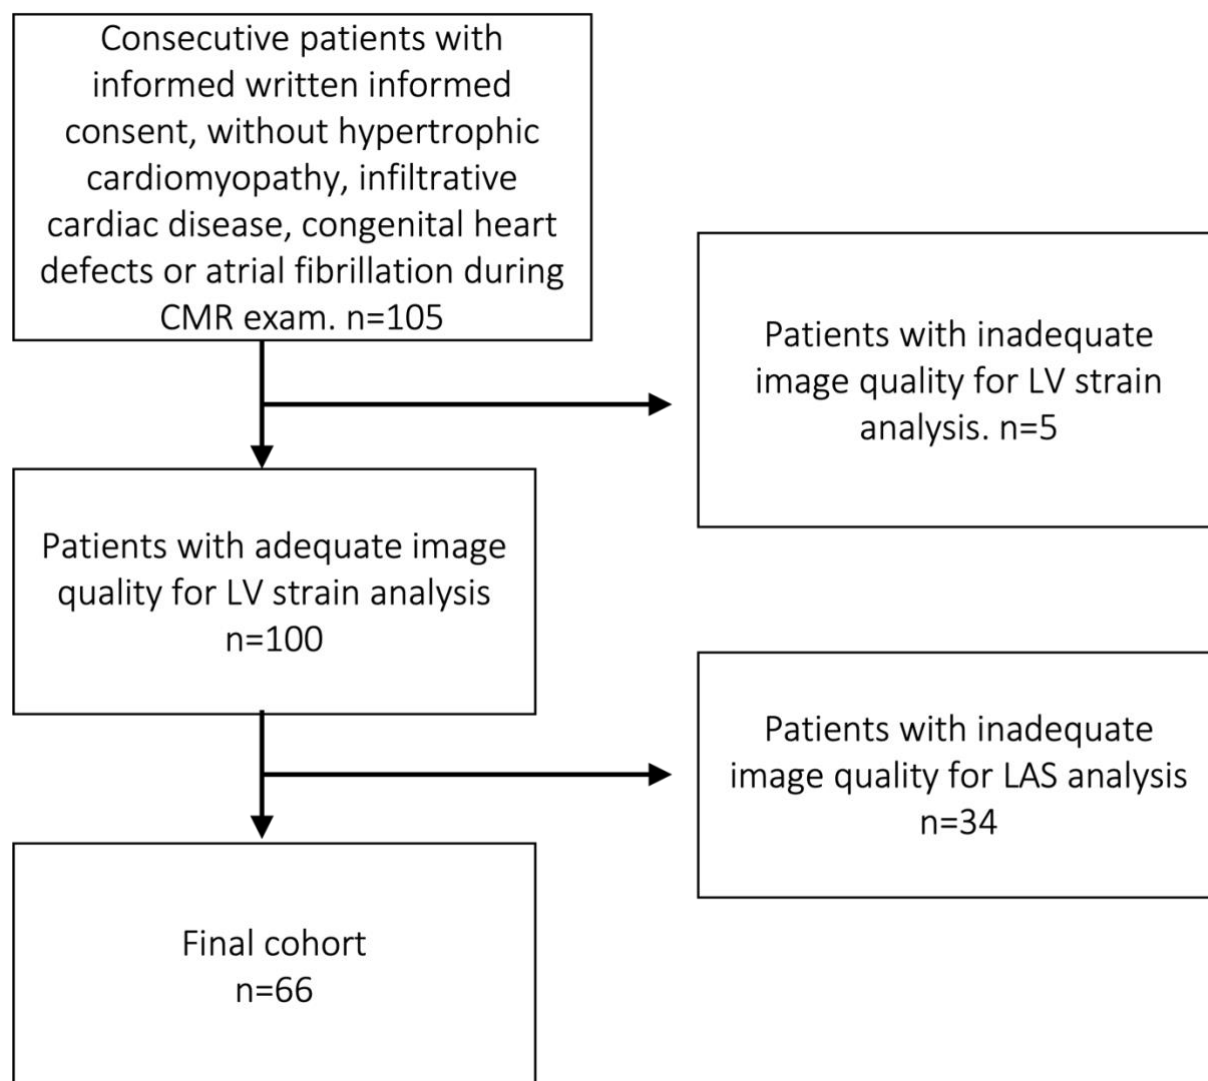 Consecutive patients with
informed written informed
consent, without hypertrophic
cardiomyopathy, infiltrative
cardiac disease, congenital heart
defects or atrial fibrillation during
CMR exam. n=105
Patients with inadequate
image quality for LV strain
analysis. n=5
Patients with adequate image
quality for LV strain analysis
n=100
Patients with inadequate
image quality for LAS analysis
n=34
Final cohort
n=66